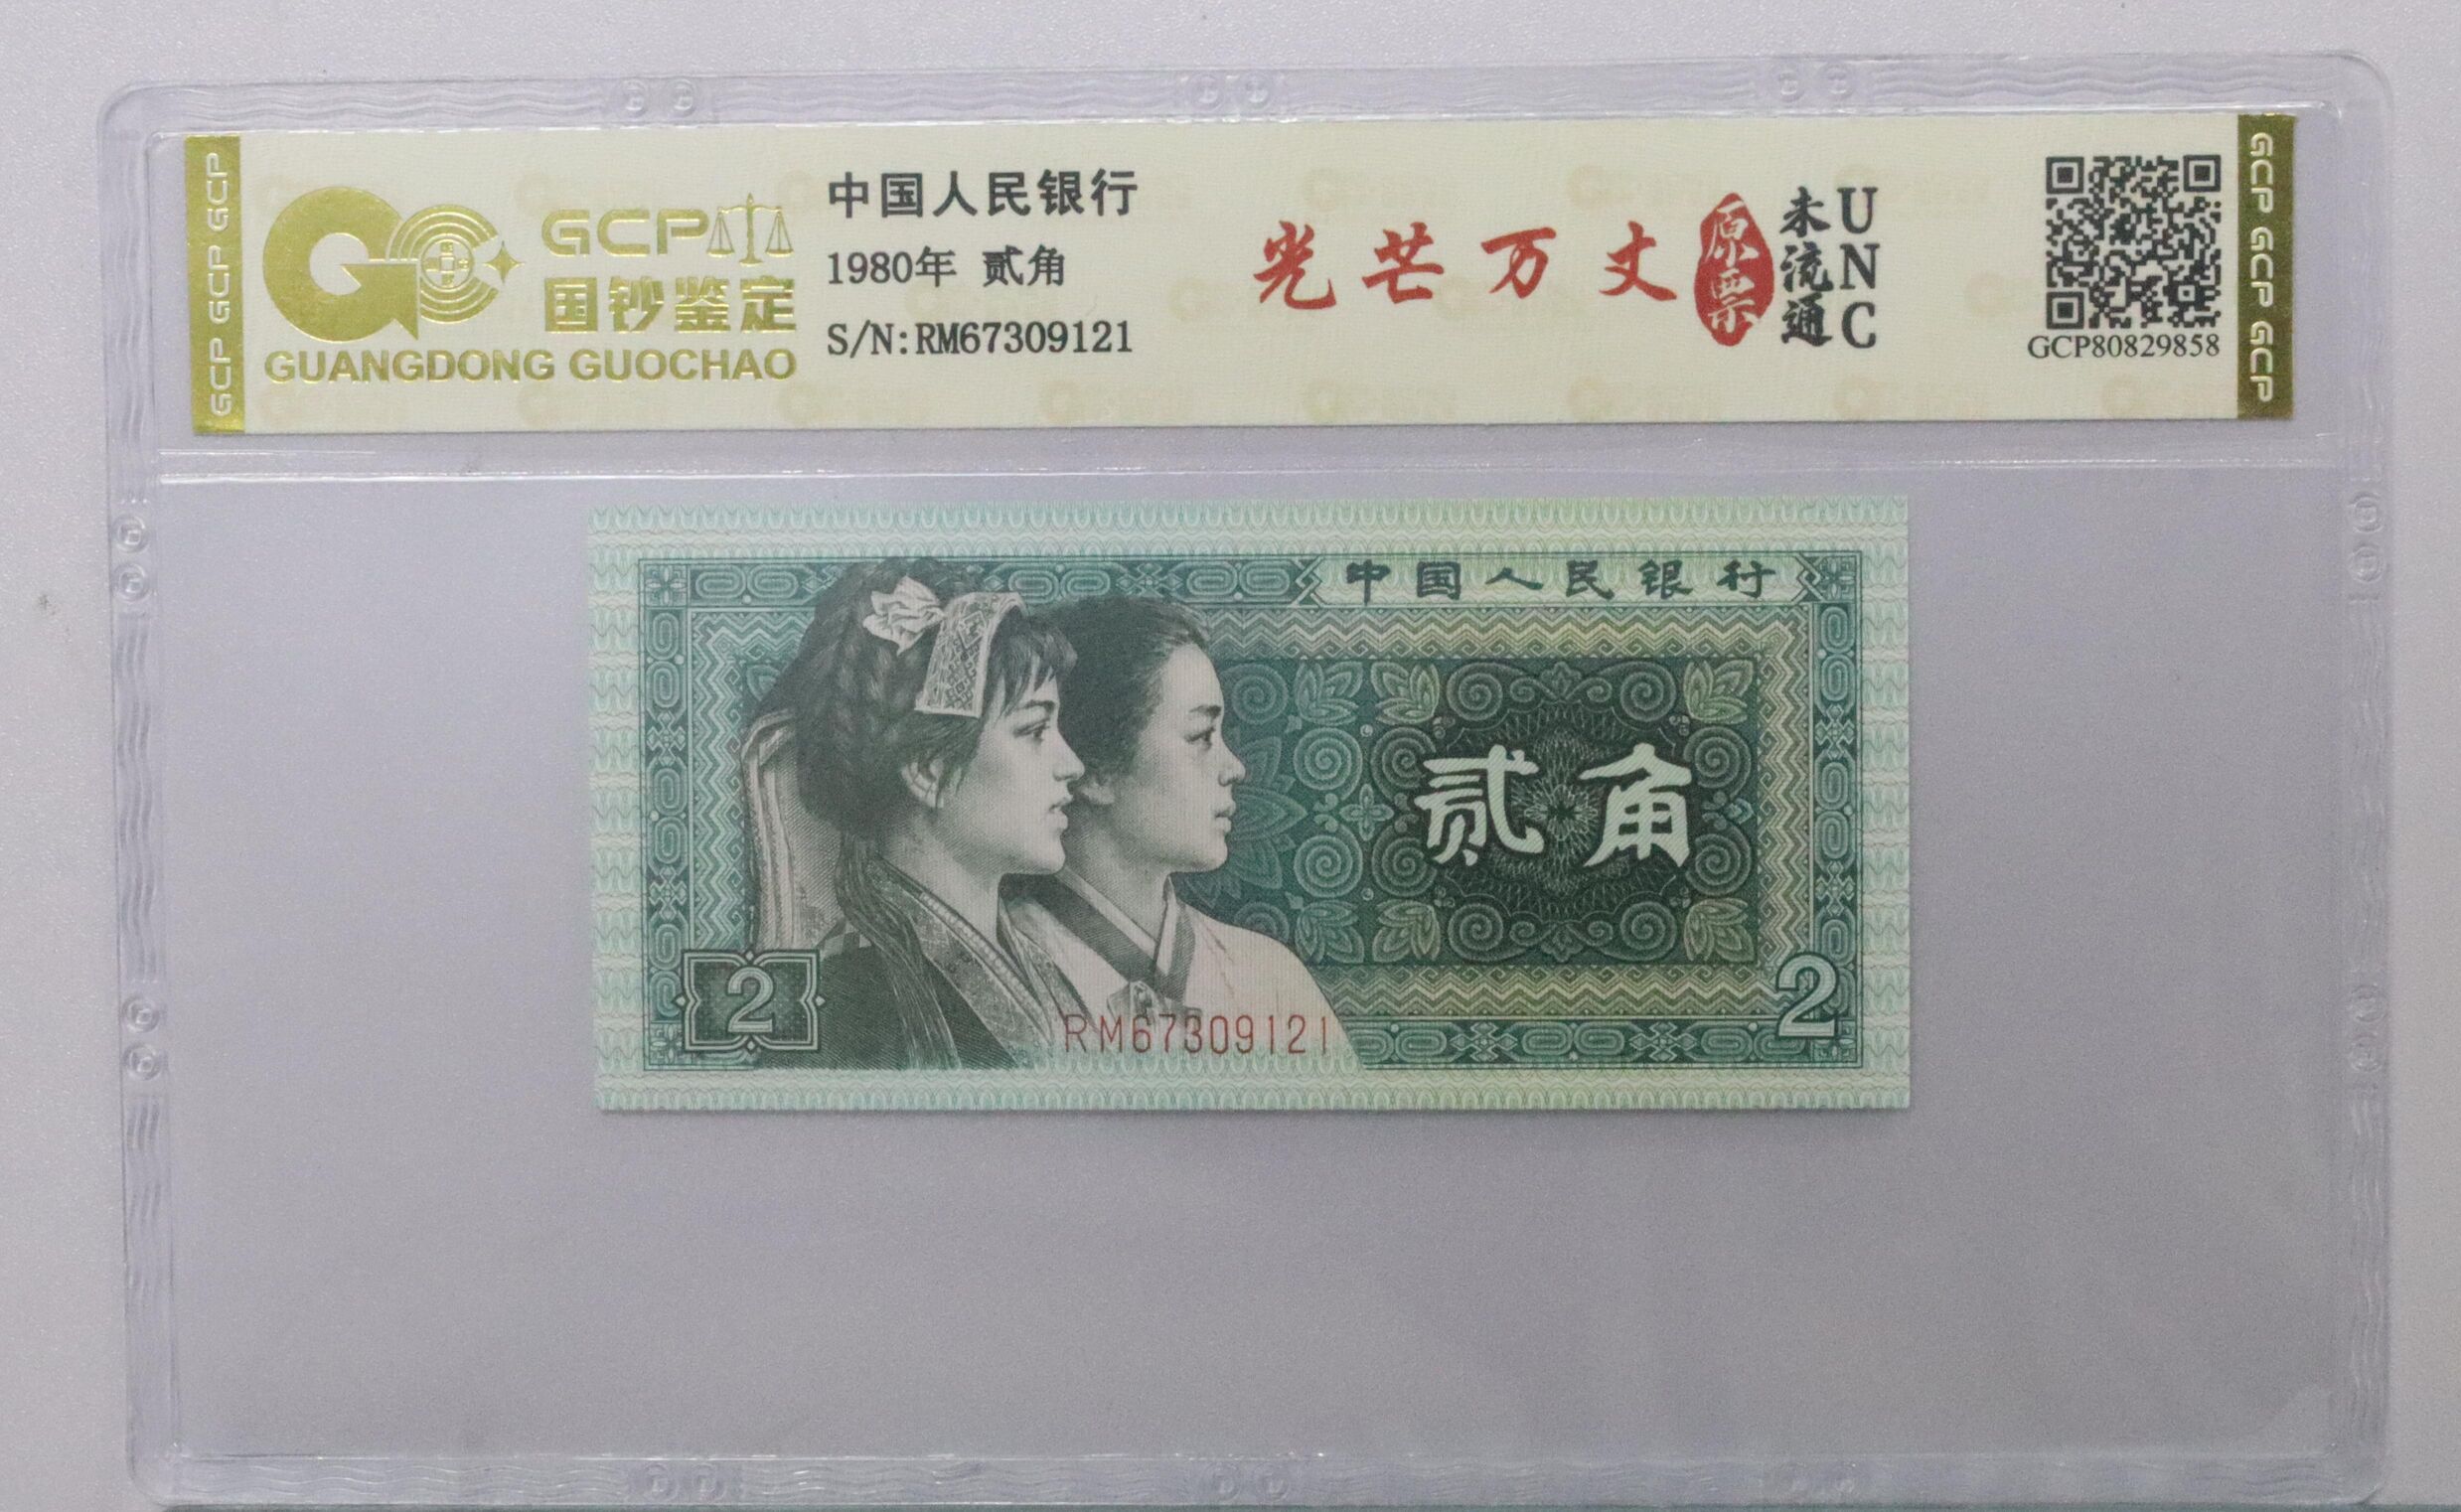 GCP GCP GCP
GCP
国钞鉴定
GUANGDONG GUOCHAO
中国人民银行
1980年 贰角
S/N:RM67309121
光芒万丈
原票
未流通
UNC
GCP80829858
GCP GCP GCP
中国人民银行
贰角
2
RM67309121
2